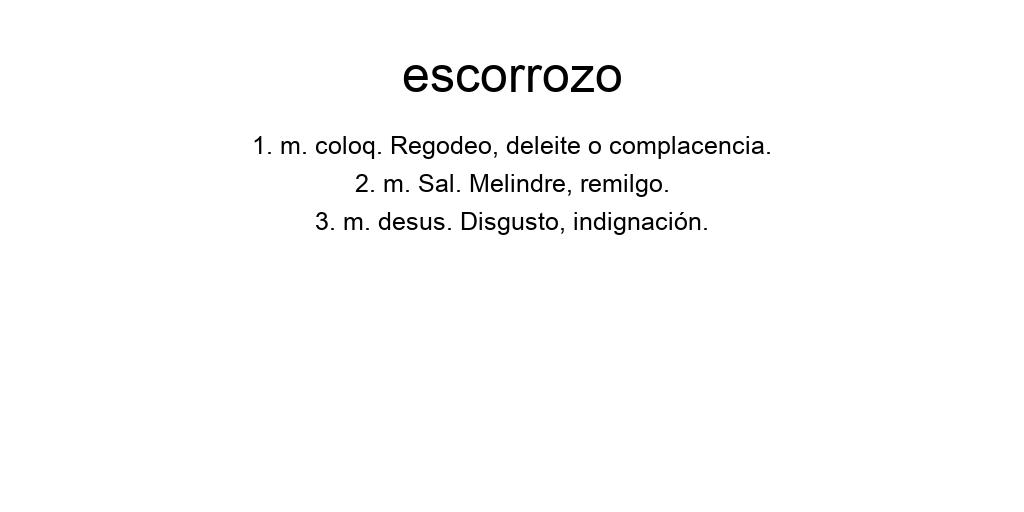 escorrozo
1. m. coloq. Regodeo, deleite o complacencia.
2. m. Sal. Melindre, remilgo.
3. m. desus. Disgusto, indignación.